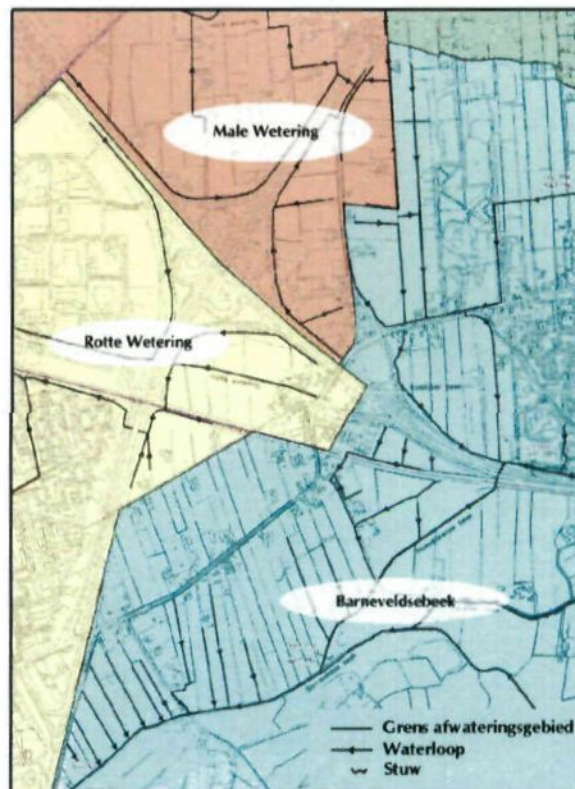 Male Wetering
Rotte Wetering
Barneveldsebeek
Grens afwateringsgebied
Waterloop
Stuw